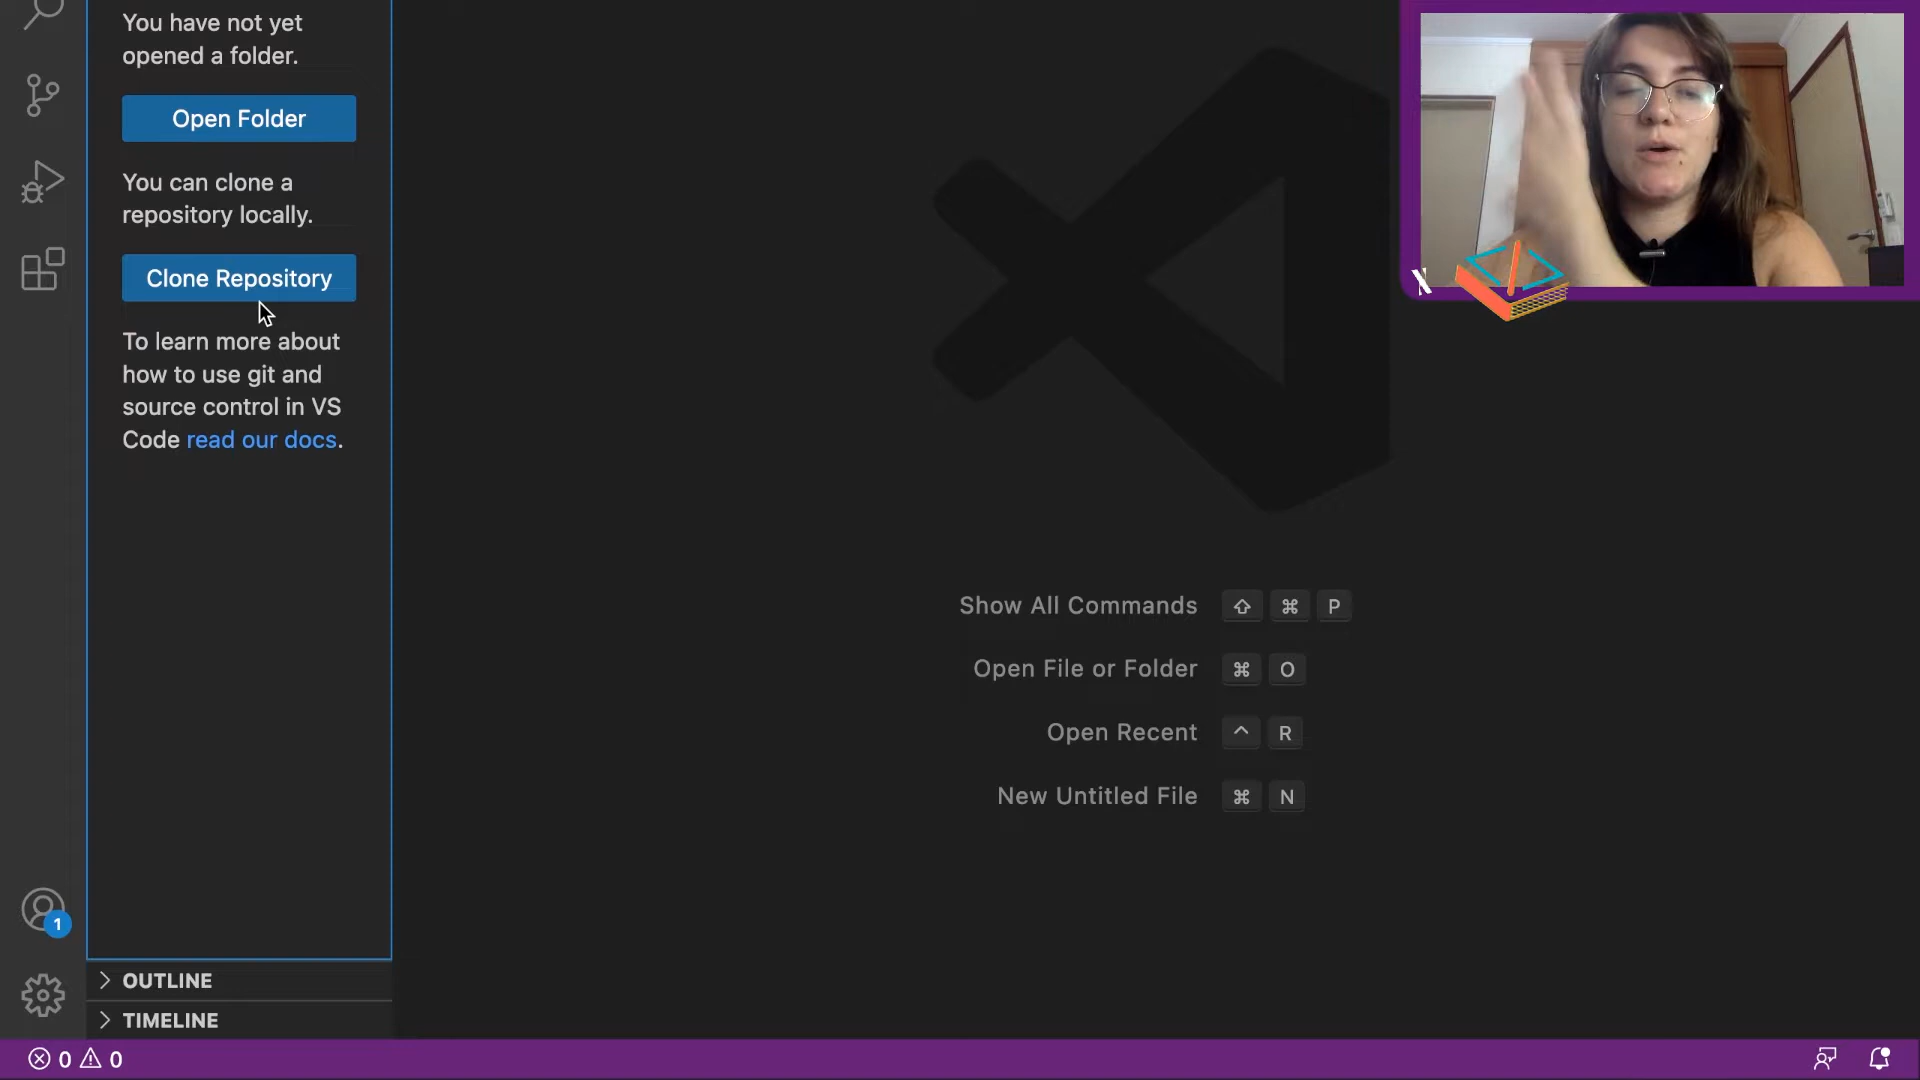 You have not yet
opened a folder.
Open Folder
You can clone a
repository locally.
Clone Repository
To learn more about
how to use git and
source control in VS
Code read our docs.
Show All Commands ⇧ ⌘ P
Open File or Folder ⌘ O
Open Recent ^ R
New Untitled File ⌘ N
1
OUTLINE
TIMELINE
0 0